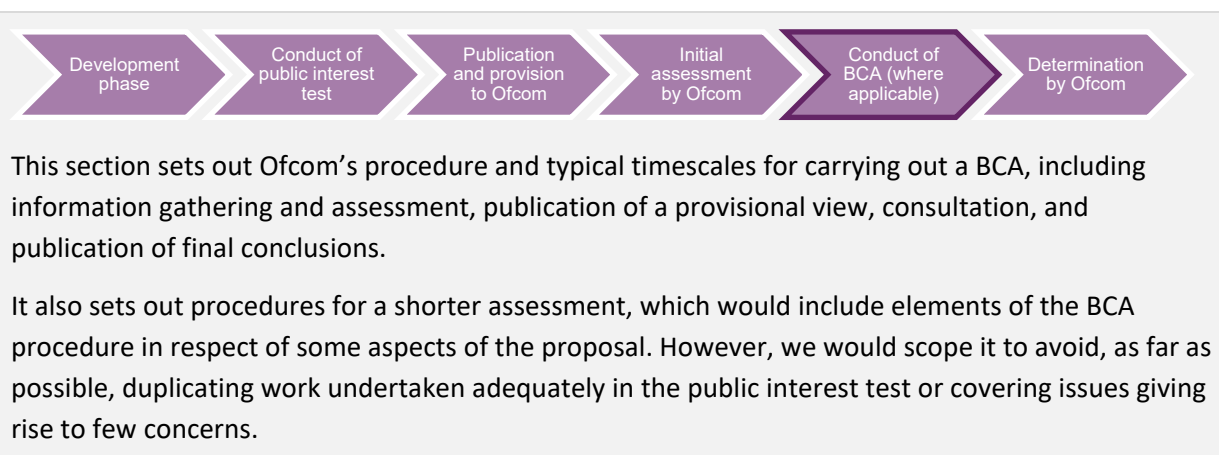 Development
phase
Conduct of
public interest
test
Publication
and provision
to Ofcom
Initial
assessment
by Ofcom
Conduct of
BCA (where
applicable)
Determination
by Ofcom
This section sets out Ofcom’s procedure and typical timescales for carrying out a BCA, including
information gathering and assessment, publication of a provisional view, consultation, and
publication of final conclusions.
It also sets out procedures for a shorter assessment, which would include elements of the BCA
procedure in respect of some aspects of the proposal. However, we would scope it to avoid, as far as
possible, duplicating work undertaken adequately in the public interest test or covering issues giving
rise to few concerns.